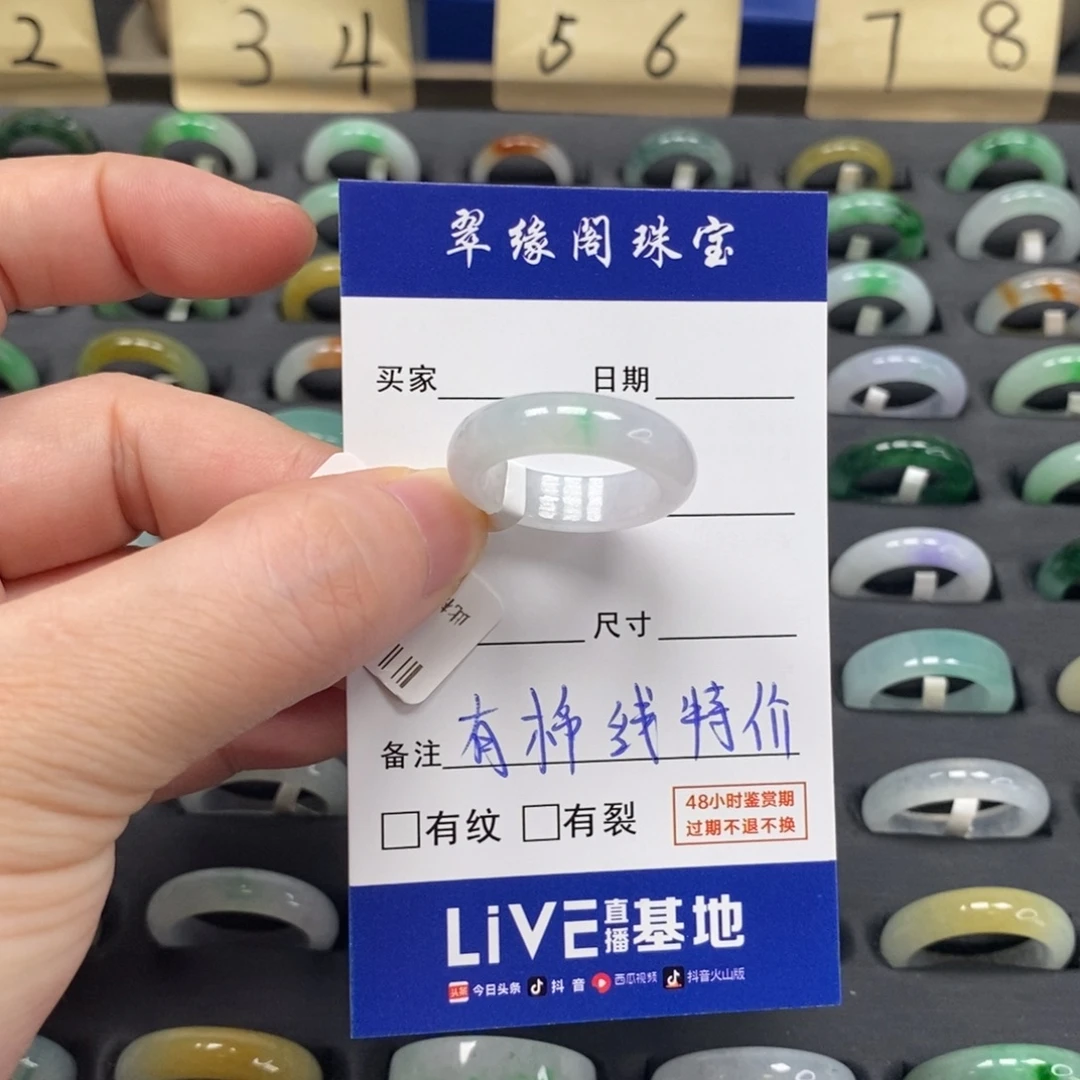 2
3 4
5 6
7 8
翠缘阁珠宝
买家 日期
尺寸
备注 有棉线特价
有纹 有裂
48小时鉴赏期
过期不退不换
LiVE直播基地
头条 今日头条 抖音 西瓜视频 抖音火山版